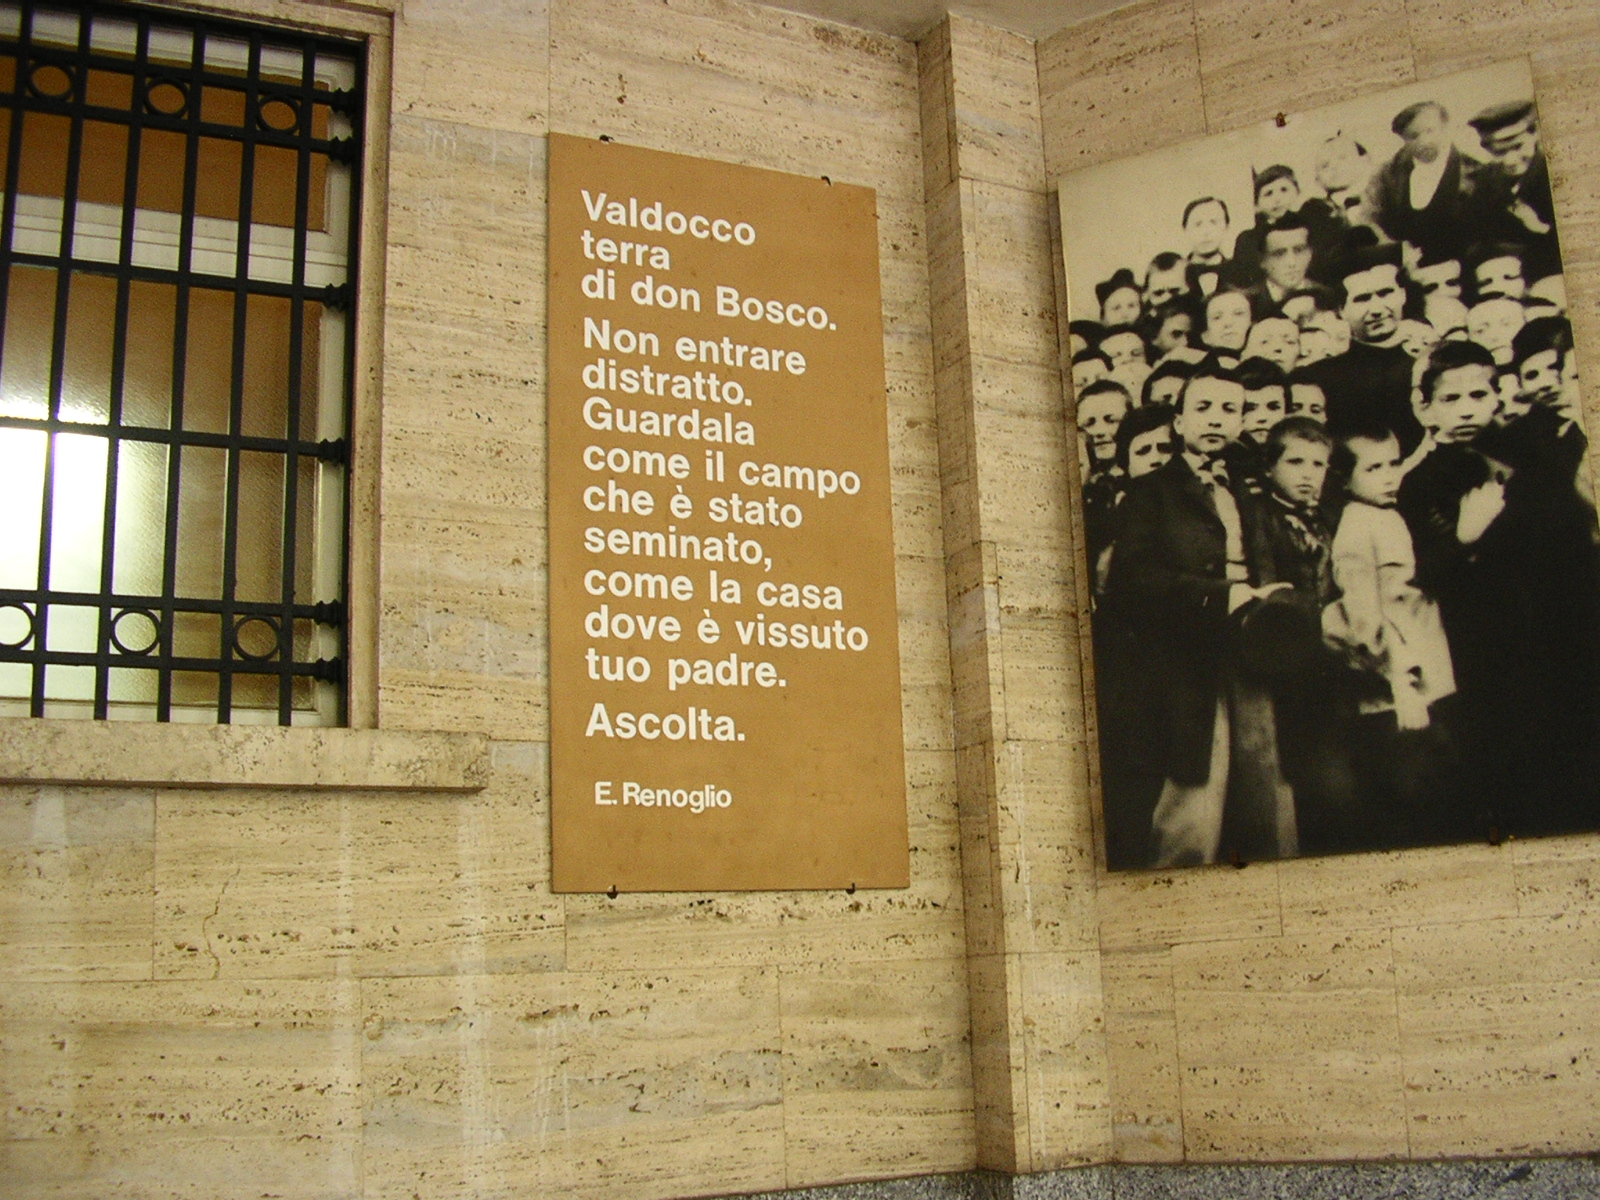 Valdocco
terra
di don Bosco.
Non entrare
distratto.
Guardala
come il campo
che è stato
seminato,
come la casa
dove è vissuto
tuo padre.
Ascolta.
E. Renoglio